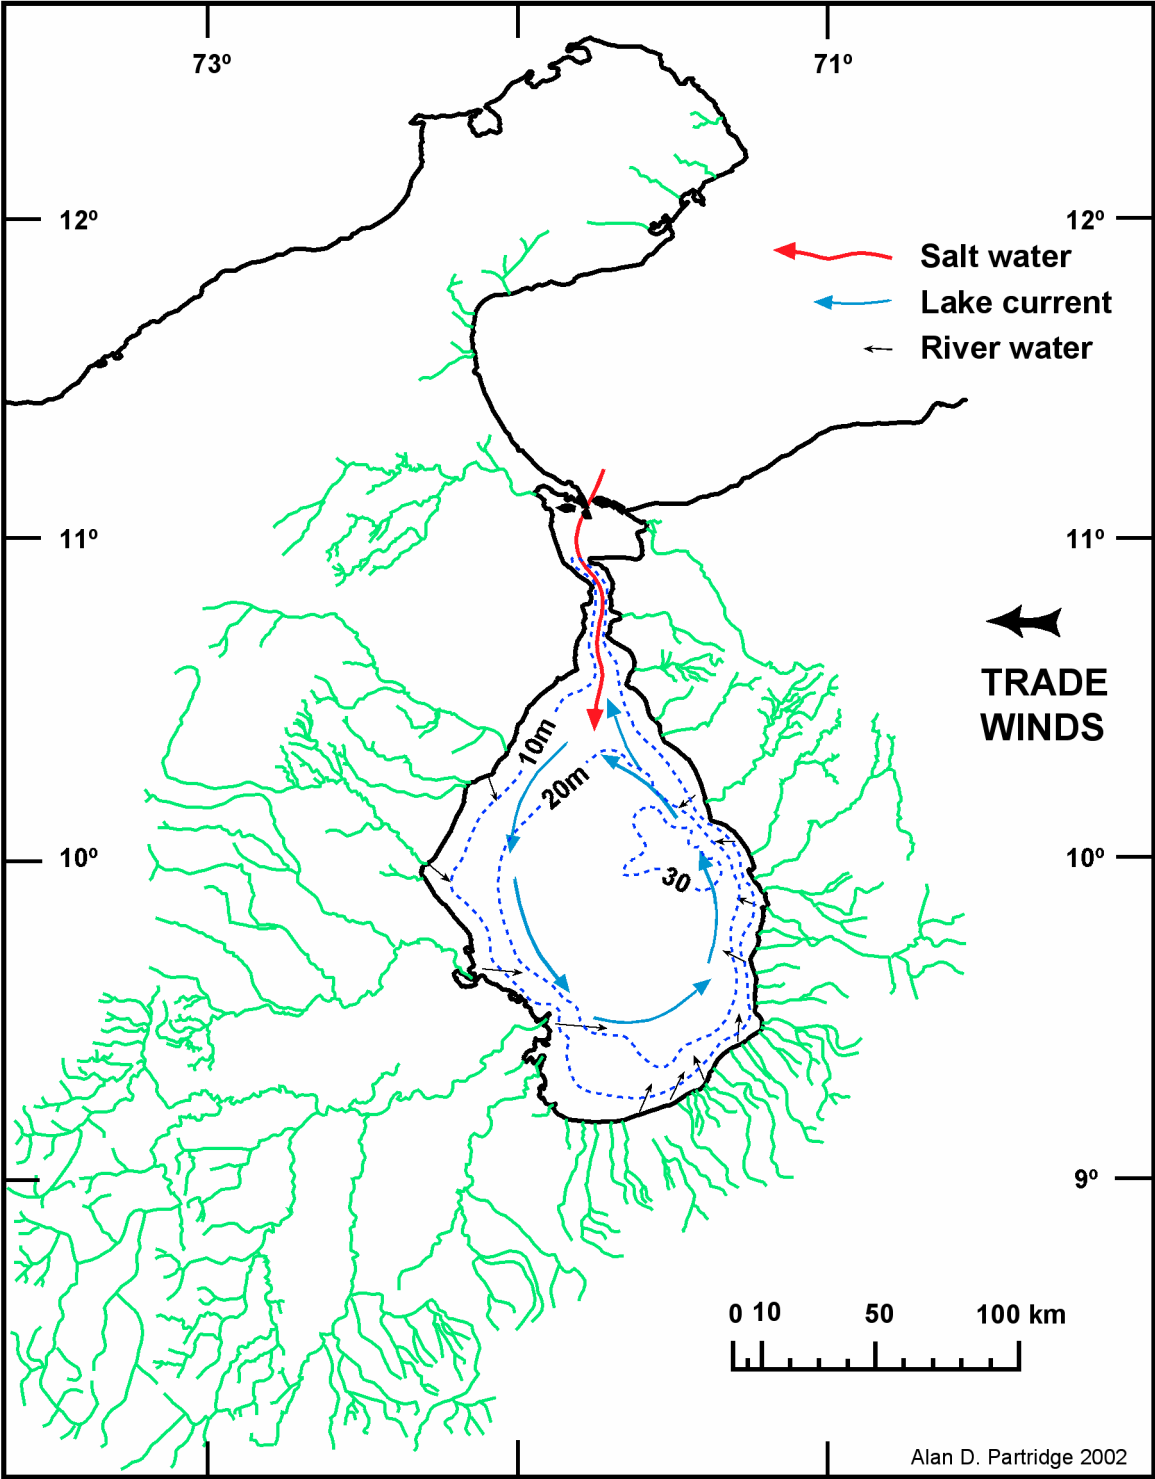 73º
71º
12º
12º
Salt water
Lake current
River water
11º
11º
TRADE
WINDS
10m
20m
10º
10º
30
9º
0 10 50 100 km
Alan D. Partridge 2002